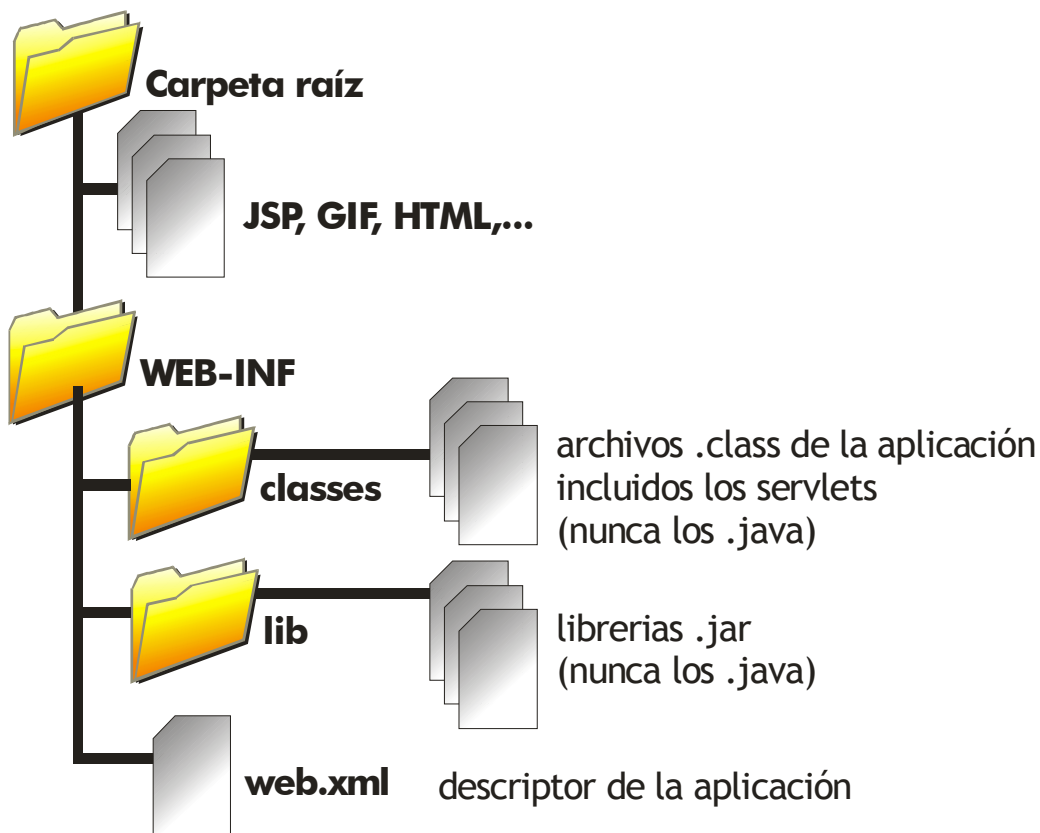 Carpeta raíz
JSP, GIF, HTML,...
WEB-INF
classes
archivos .class de la aplicación
incluidos los servlets
(nunca los .java)
lib
librerias .jar
(nunca los .java)
web.xml
descriptor de la aplicación